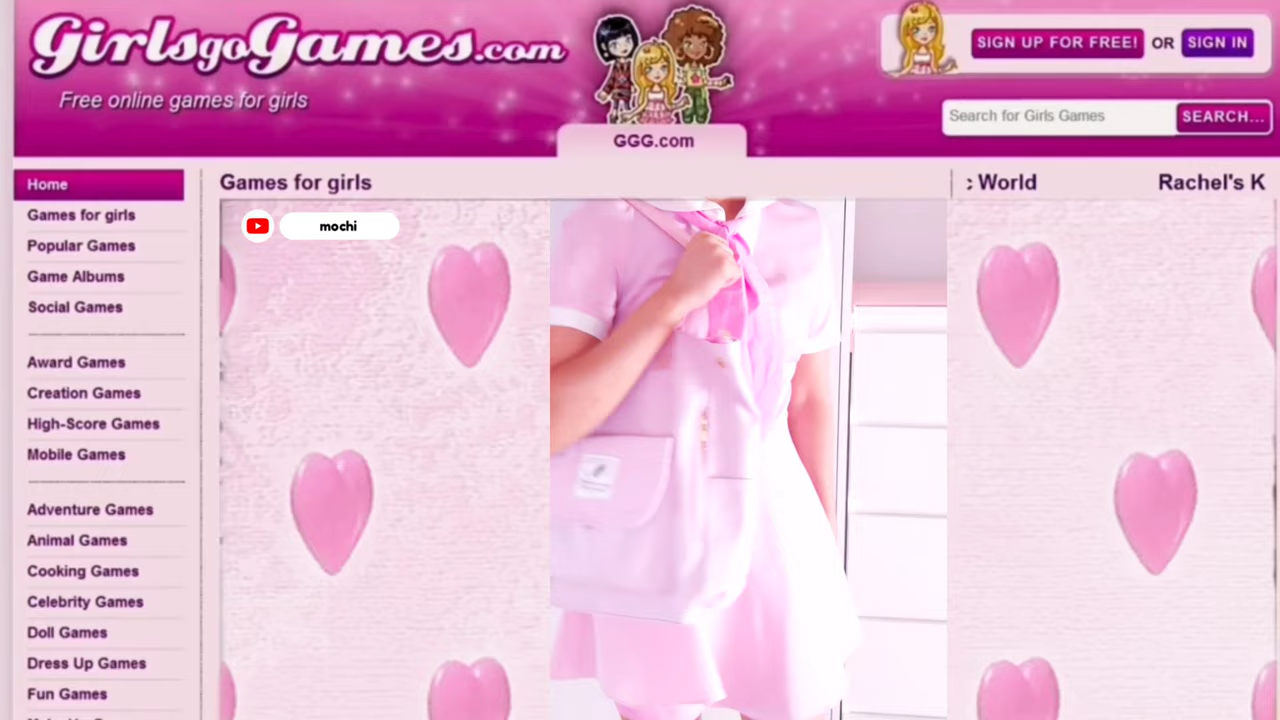 GirlsgoGames.com
Free online games for girls
GGG.com
SIGN UP FOR FREE! OR SIGN IN
Search for Girls Games
SEARCH...
Home
Games for girls
Popular Games
Game Albums
Social Games
Award Games
Creation Games
High-Score Games
Mobile Games
Adventure Games
Animal Games
Cooking Games
Celebrity Games
Doll Games
Dress Up Games
Fun Games
Games for girls
World
Rachel's K
mochi